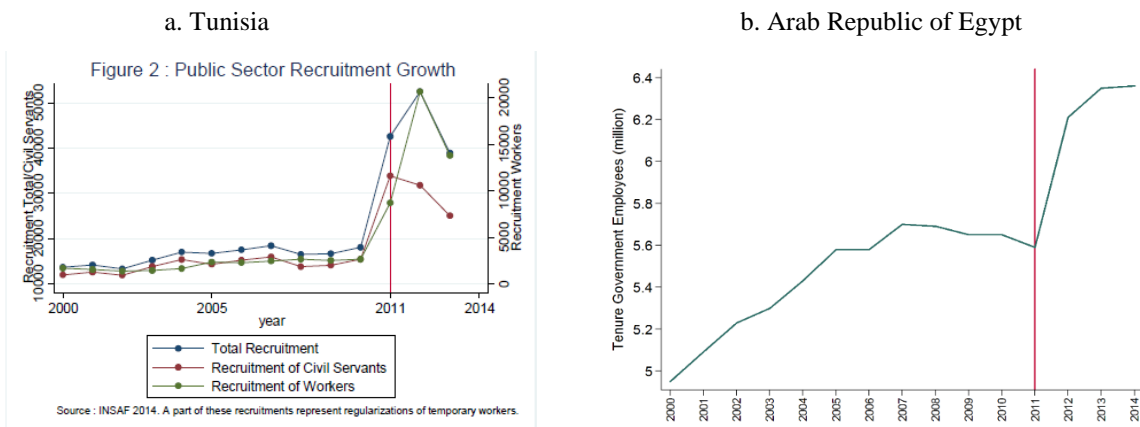 a. Tunisia
Figure 2 : Public Sector Recruitment Growth
Recruitment Total/Civil Servants
10000 20000 30000 40000 50000
Recruitment Workers
0 5000 10000 15000 20000
2000 2005 2011 2014
year
Total Recruitment
Recruitment of Civil Servants
Recruitment of Workers
Source : INSAF 2014. A part of these recruitments represent regularizations of temporary workers.
b. Arab Republic of Egypt
Tenure Government Employees (million)
6.4
6.2
6
5.8
5.6
5.4
5.2
5
2000 2001 2002 2003 2004 2005 2006 2007 2008 2009 2010 2011 2012 2013 2014